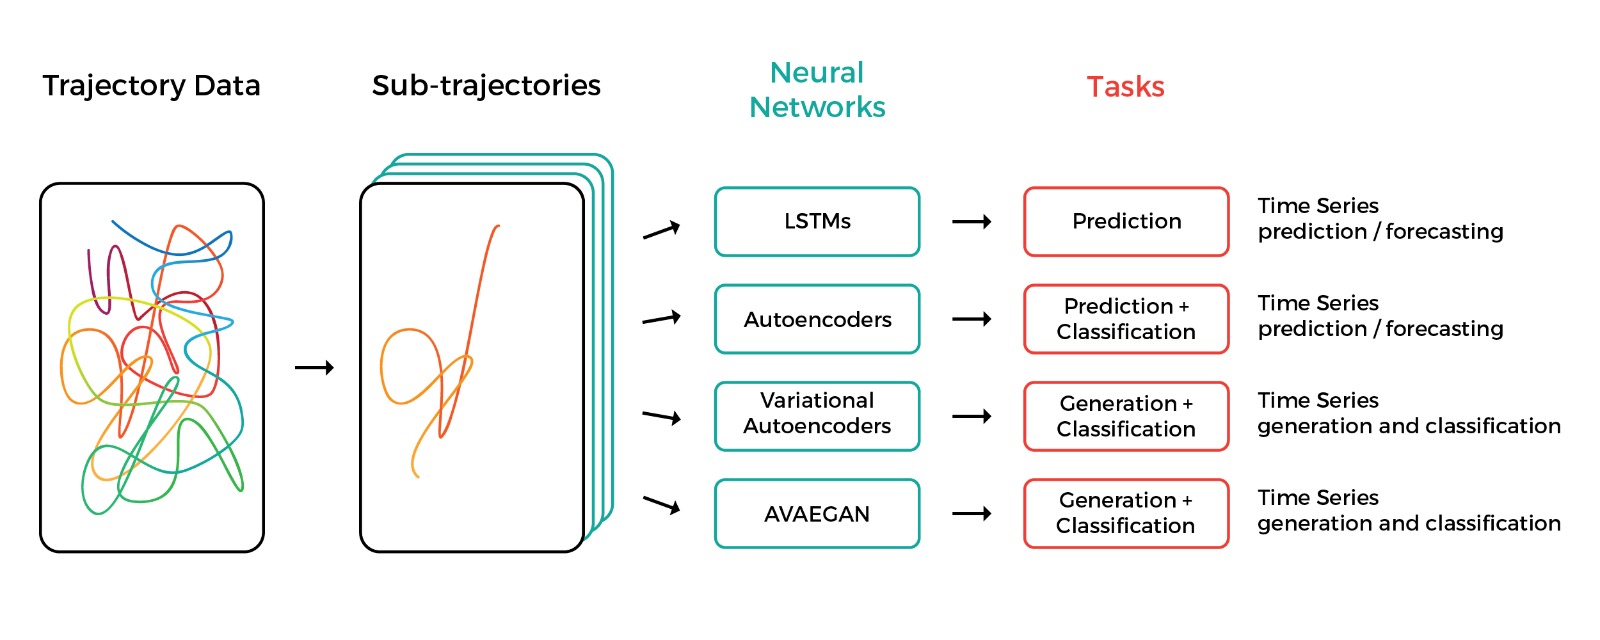 Trajectory Data
Sub-trajectories
Neural
Networks
Tasks
LSTMs
Prediction
Time Series
prediction / forecasting
Autoencoders
Prediction +
Classification
Time Series
prediction / forecasting
Variational
Autoencoders
Generation +
Classification
Time Series
generation and classification
AVAEGAN
Generation +
Classification
Time Series
generation and classification